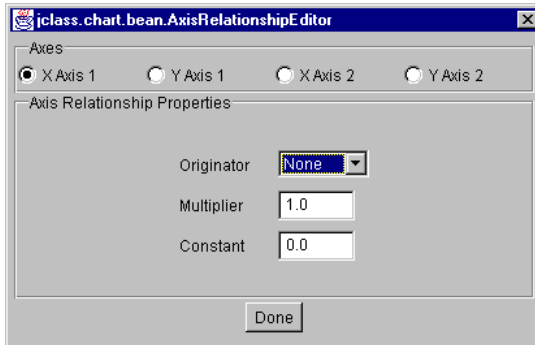 jclass.chart.bean.AxisRelationshipEditor
Axes
X Axis 1 Y Axis 1 X Axis 2 Y Axis 2
Axis Relationship Properties
Originator None
Multiplier 1.0
Constant 0.0
Done